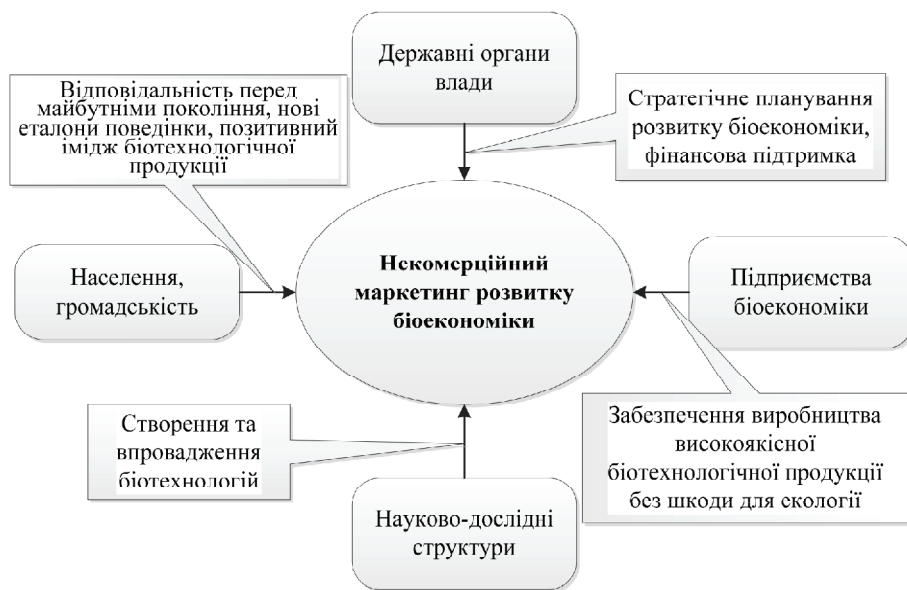 Державні органи
влади
Відповідальність перед
майбутніми покоління, нові
еталони поведінки, позитивний
імідж біотехнологічної
продукції
Стратегічне планування
розвитку біоекономіки,
фінансова підтримка
Населення,
громадськість
Некомерційний
маркетинг розвитку
біоекономіки
Підприємства
біоекономіки
Створення та
впровадження
біотехнологій
Забезпечення виробництва
високоякісної
біотехнологічної продукції
без шкоди для екології
Науково-дослідні
структури